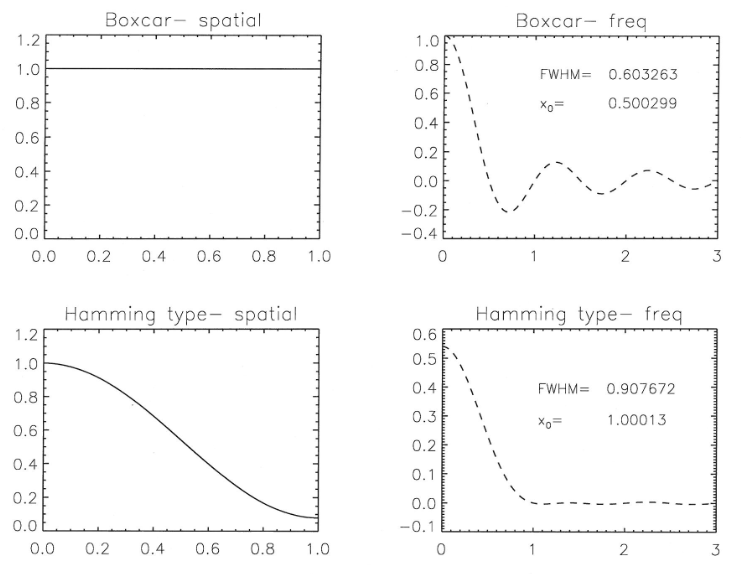 Boxcar– spatial
1.2
1.0
0.8
0.6
0.4
0.2
0.0
0.0 0.2 0.4 0.6 0.8 1.0
Boxcar– freq
1.0
0.8
0.6
0.4
0.2
0.0
−0.2
−0.4
FWHM= 0.603263
x₀= 0.500299
0 1 2 3
Hamming type– spatial
1.2
1.0
0.8
0.6
0.4
0.2
0.0
0.0 0.2 0.4 0.6 0.8 1.0
Hamming type– freq
0.6
0.5
0.4
0.3
0.2
0.1
0.0
−0.1
FWHM= 0.907672
x₀= 1.00013
0 1 2 3